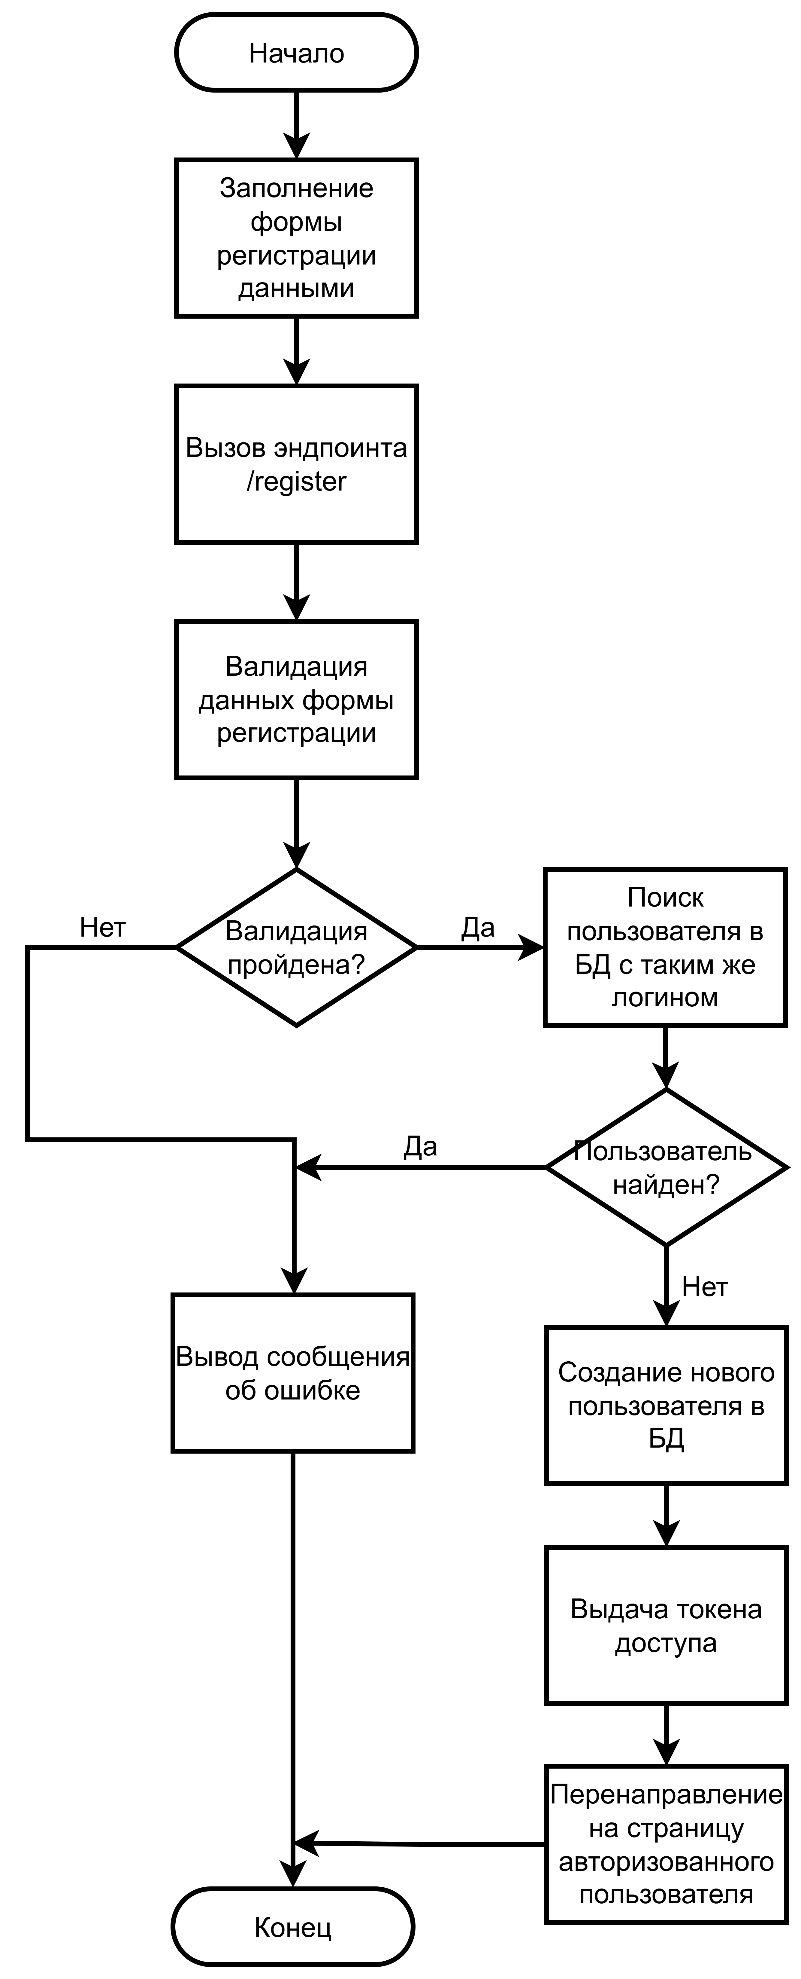 Начало
Заполнение
формы
регистрации
данными
Вызов эндпоинта
/register
Валидация
данных формы
регистрации
Нет
Валидация
пройдена?
Да
Поиск
пользователя в
БД с таким же
логином
Да
Пользователь
найден?
Нет
Вывод сообщения
об ошибке
Создание нового
пользователя в
БД
Выдача токена
доступа
Перенаправление
на страницу
авторизованного
пользователя
Конец